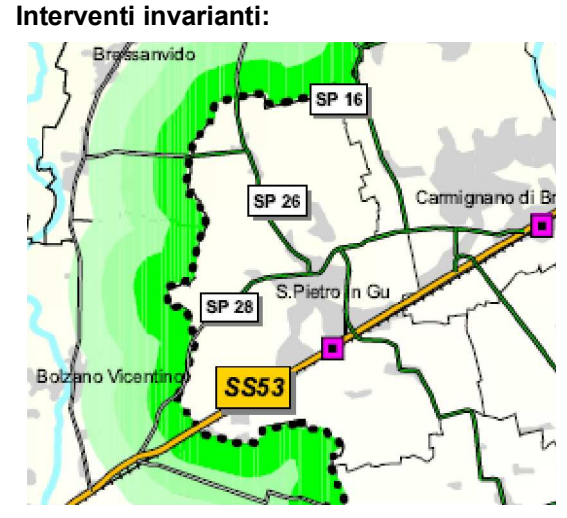 Interventi invarianti:
Bressanvido
SP 16
SP 26
Carmignano di Br
S.Pietro in Gu
SP 28
Bolzano Vicentino
SS53